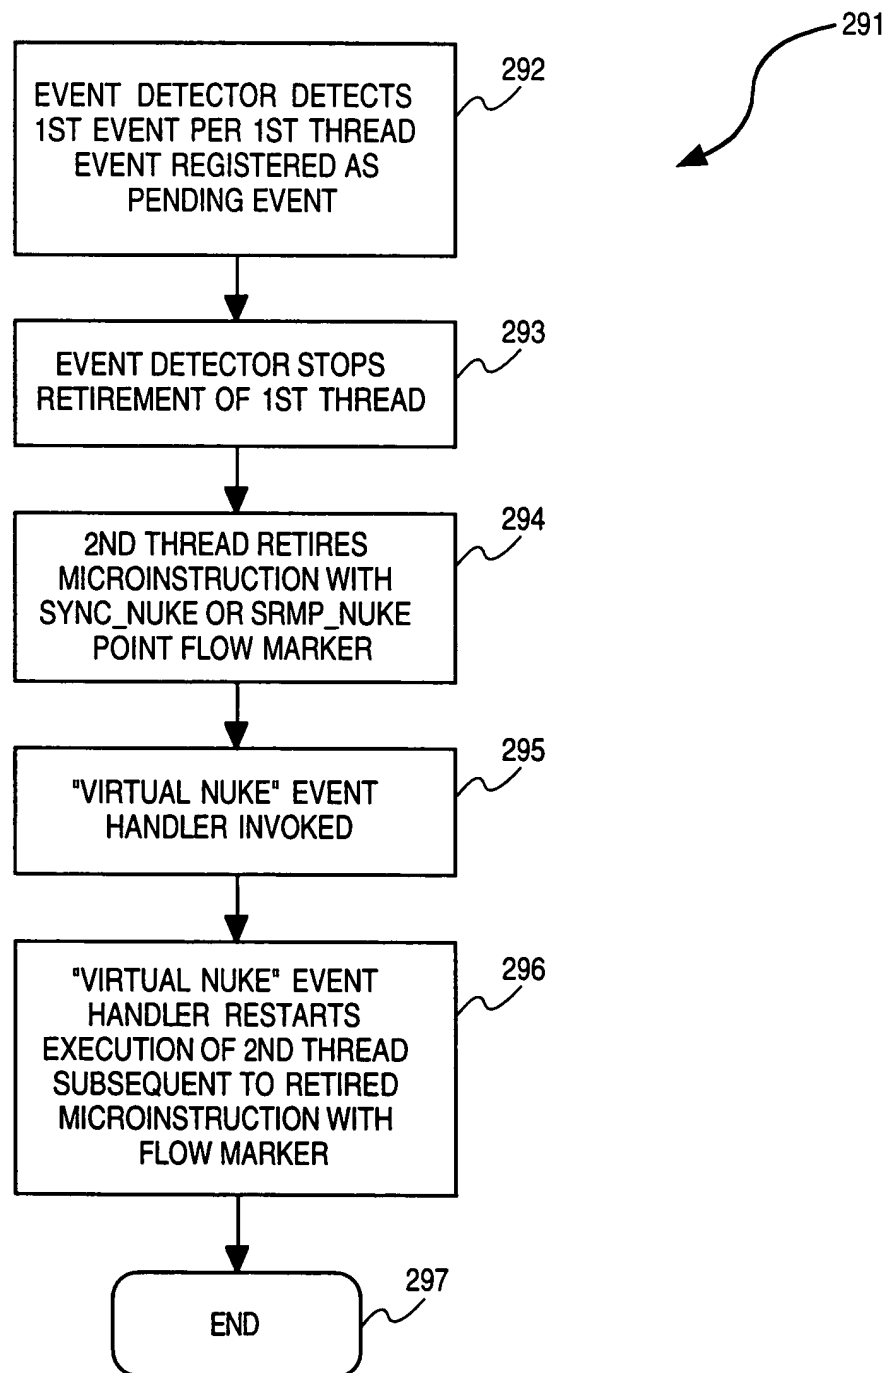 291
292
EVENT DETECTOR DETECTS
1ST EVENT PER 1ST THREAD
EVENT REGISTERED AS
PENDING EVENT
293
EVENT DETECTOR STOPS
RETIREMENT OF 1ST THREAD
294
2ND THREAD RETIRES
MICROINSTRUCTION WITH
SYNC_NUKE OR SRMP_NUKE
POINT FLOW MARKER
295
"VIRTUAL NUKE" EVENT
HANDLER INVOKED
296
"VIRTUAL NUKE" EVENT
HANDLER RESTARTS
EXECUTION OF 2ND THREAD
SUBSEQUENT TO RETIRED
MICROINSTRUCTION WITH
FLOW MARKER
297
END